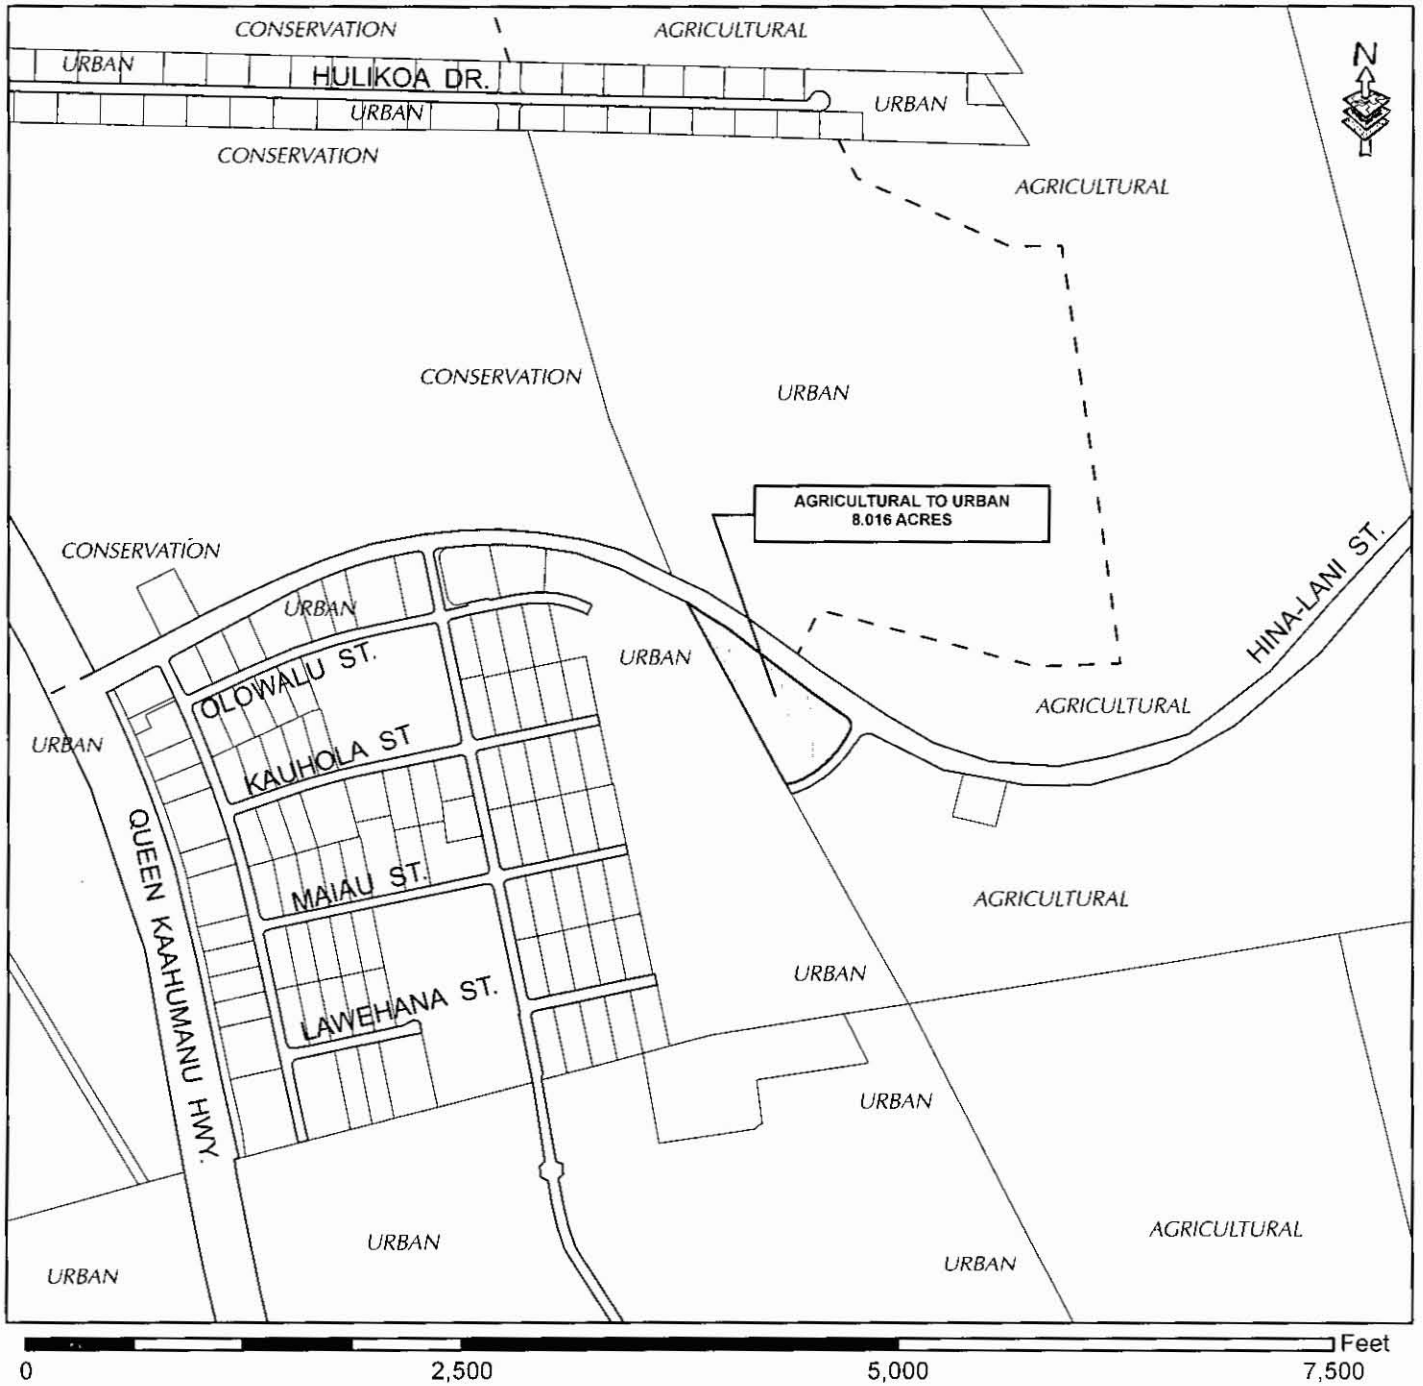 CONSERVATION
AGRICULTURAL
N
URBAN
HULIKOA DR.
URBAN
URBAN
CONSERVATION
AGRICULTURAL
CONSERVATION
URBAN
AGRICULTURAL TO URBAN
8.016 ACRES
CONSERVATION
HINA-LANI ST.
URBAN
URBAN
OLOWALU ST.
AGRICULTURAL
URBAN
KAUHOLA ST
QUEEN KAAHUMANU HWY.
MAIAU ST.
AGRICULTURAL
URBAN
LAWEHANA ST.
URBAN
AGRICULTURAL
URBAN
URBAN
URBAN
Feet
0 2,500 5,000 7,500